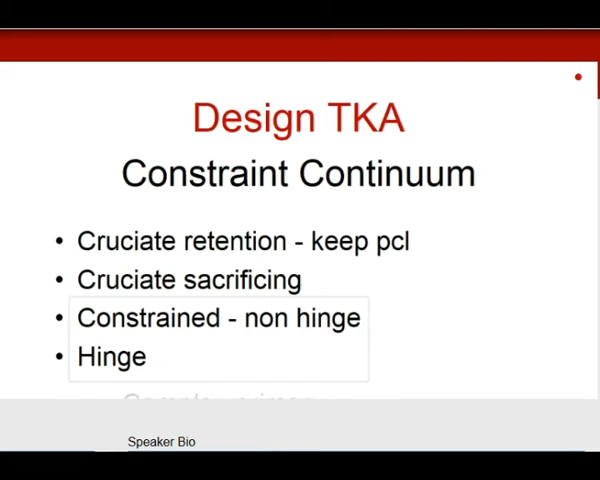 Design TKA
Constraint Continuum
• Cruciate retention - keep pcl
• Cruciate sacrificing
• Constrained - non hinge
• Hinge
Speaker Bio